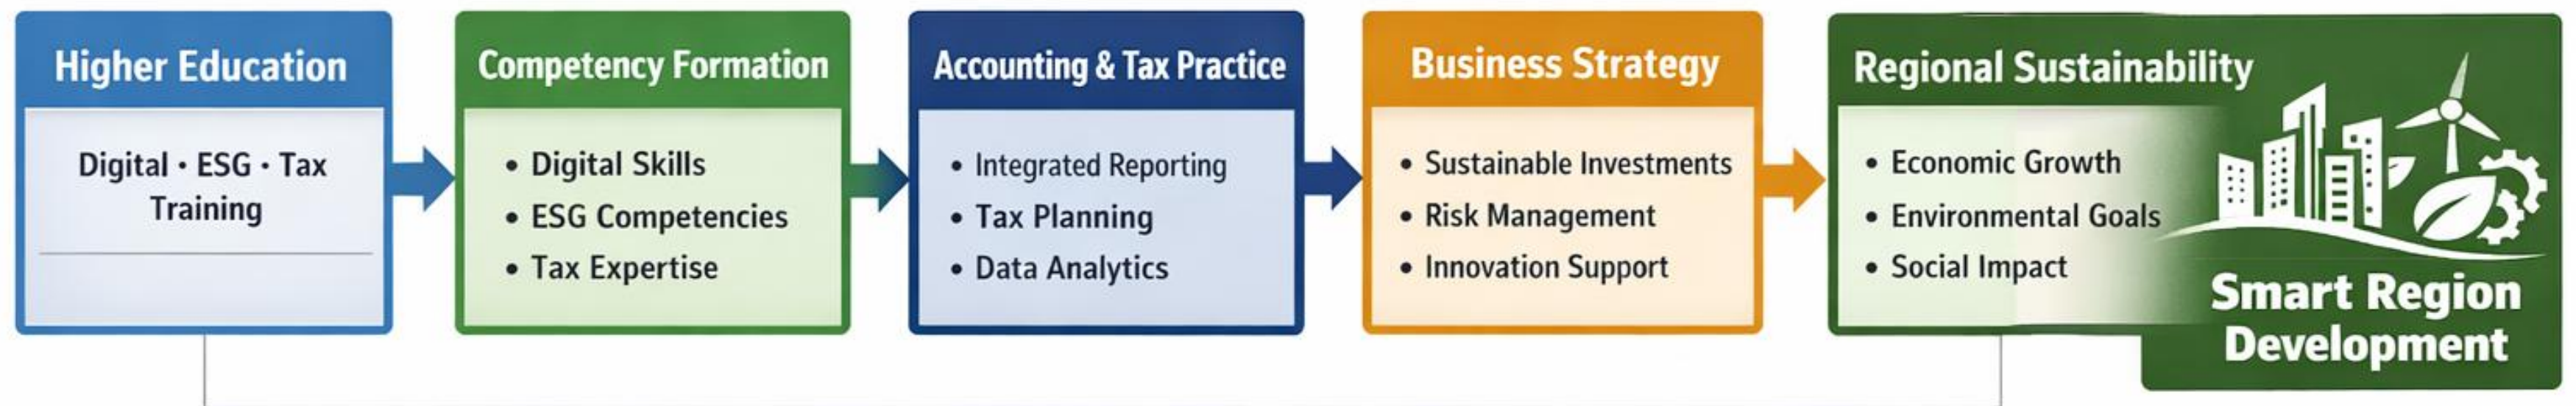 Higher Education
Digital • ESG • Tax
Training
Competency Formation
• Digital Skills
• ESG Competencies
• Tax Expertise
Accounting & Tax Practice
• Integrated Reporting
• Tax Planning
• Data Analytics
Business Strategy
• Sustainable Investments
• Risk Management
• Innovation Support
Regional Sustainability
• Economic Growth
• Environmental Goals
• Social Impact
Smart Region
Development